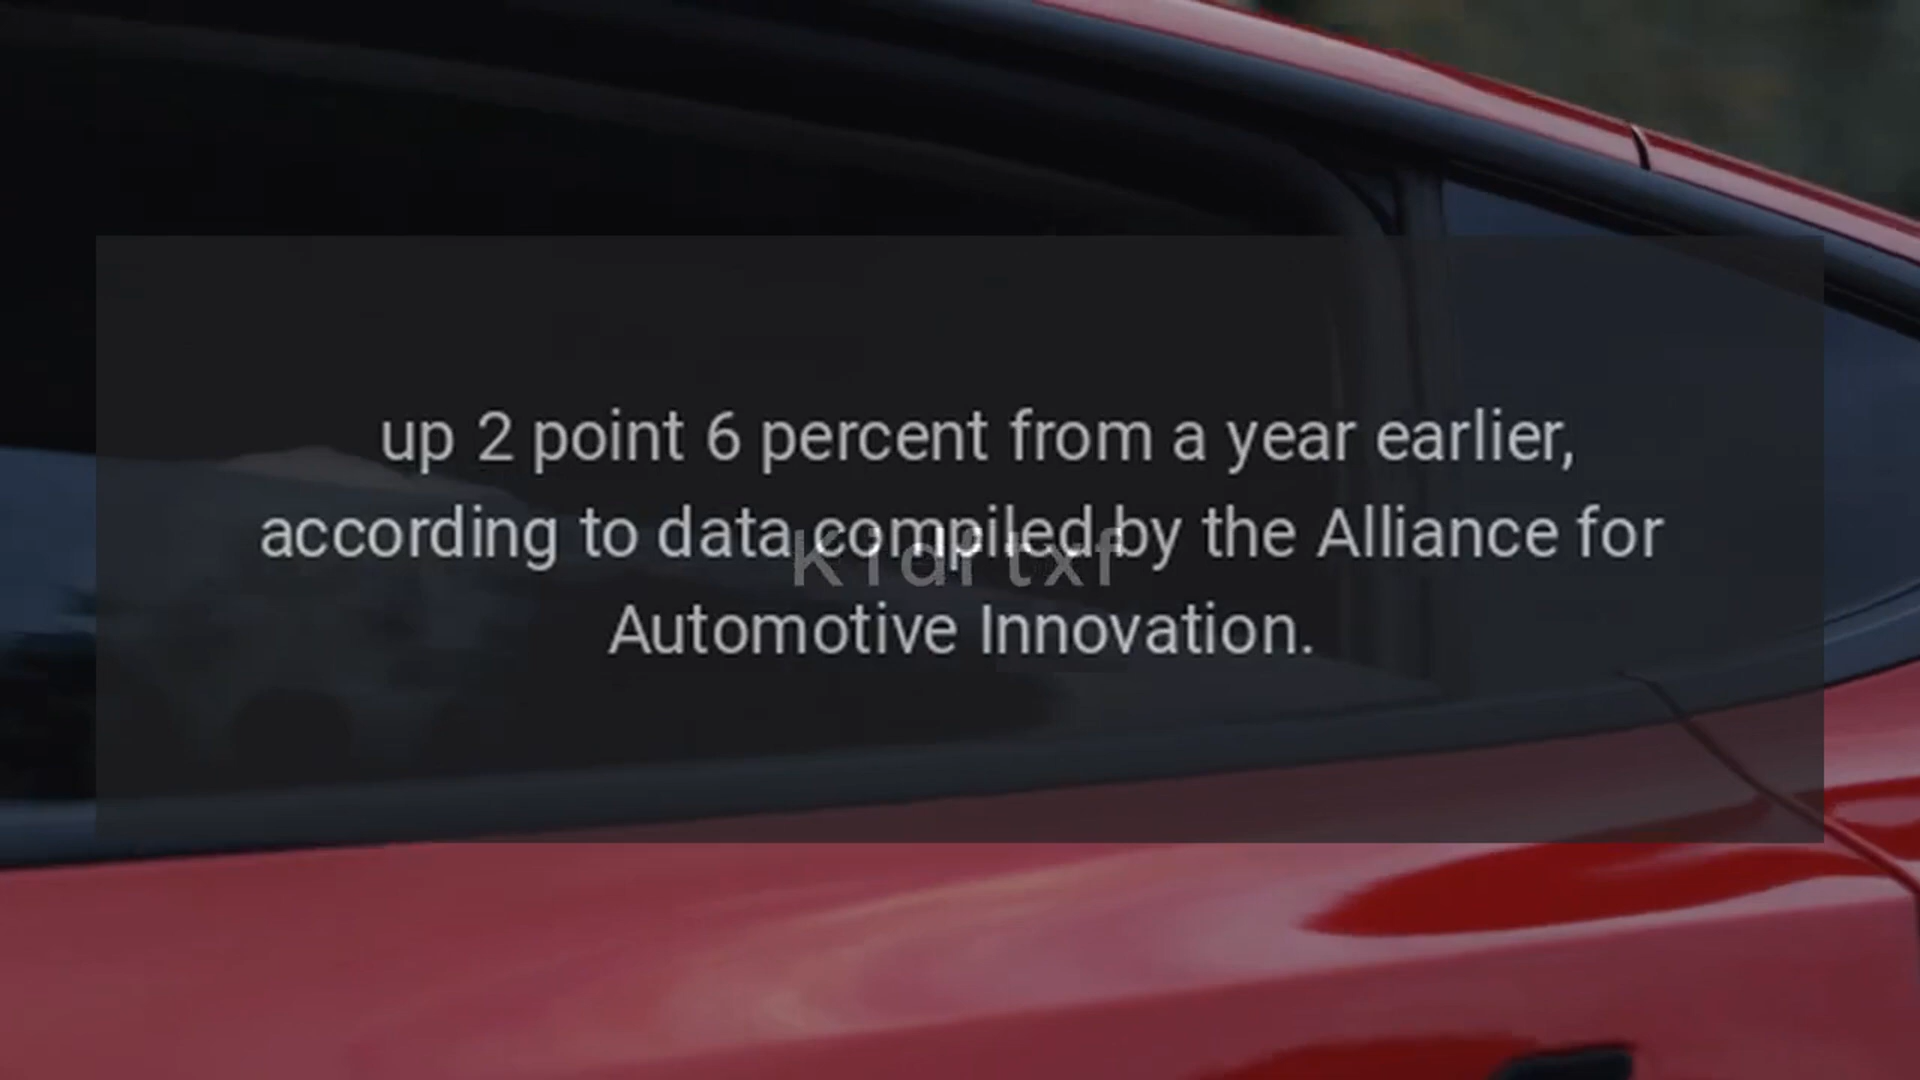 up 2 point 6 percent from a year earlier,
according to data compiled by the Alliance for
Automotive Innovation.